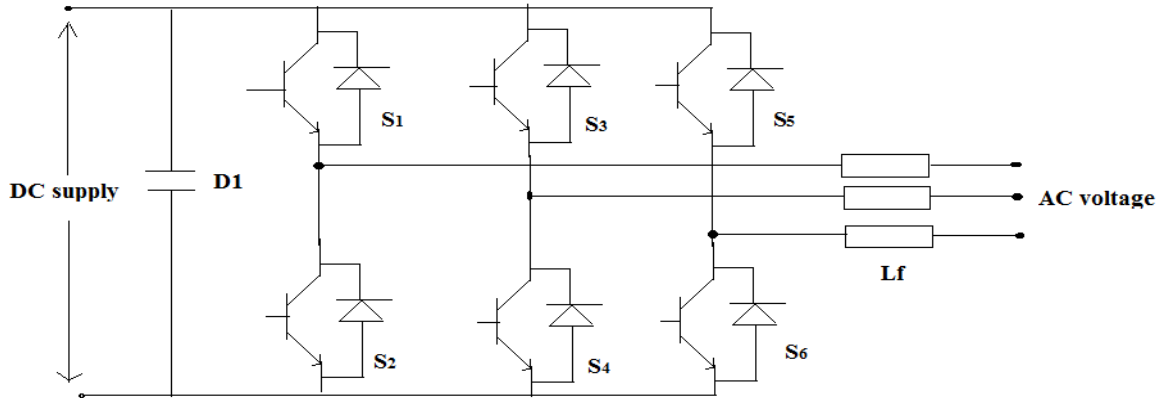 S1
S3
S5
DC supply
D1
AC voltage
Lf
S2
S4
S6